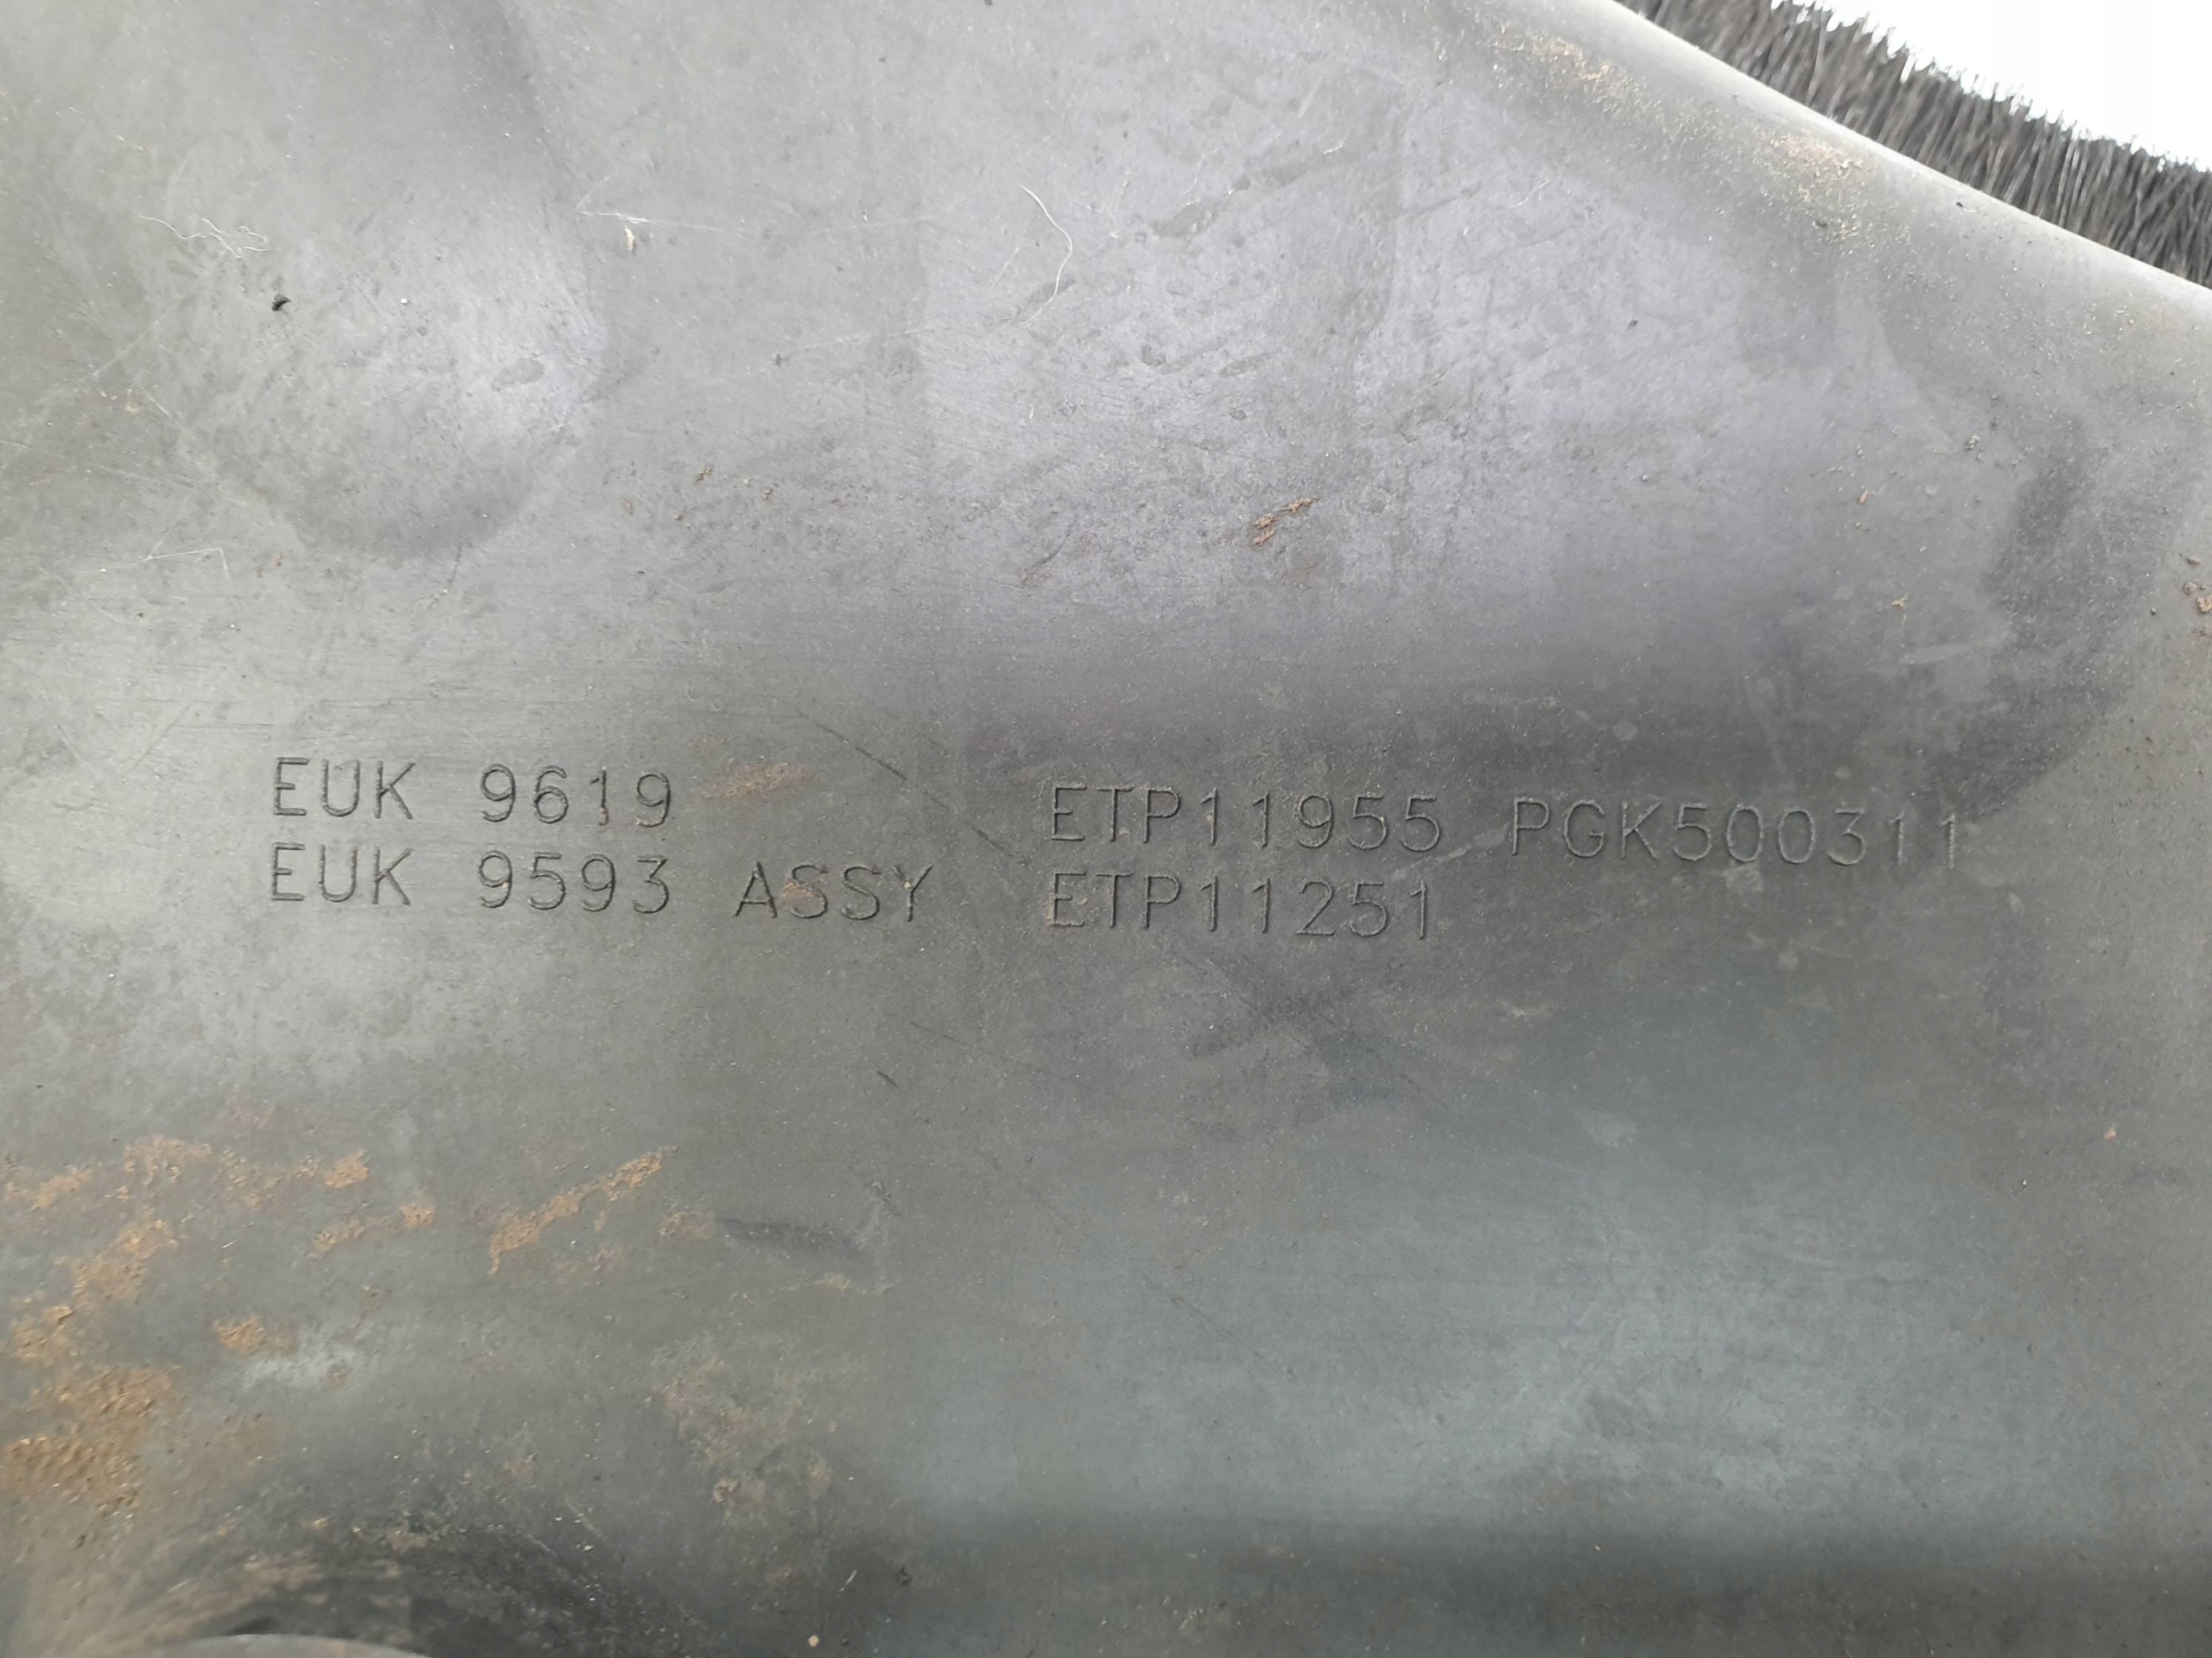 EUK 9619 ETP11955 PGK500311
EUK 9593 ASSY ETP11251